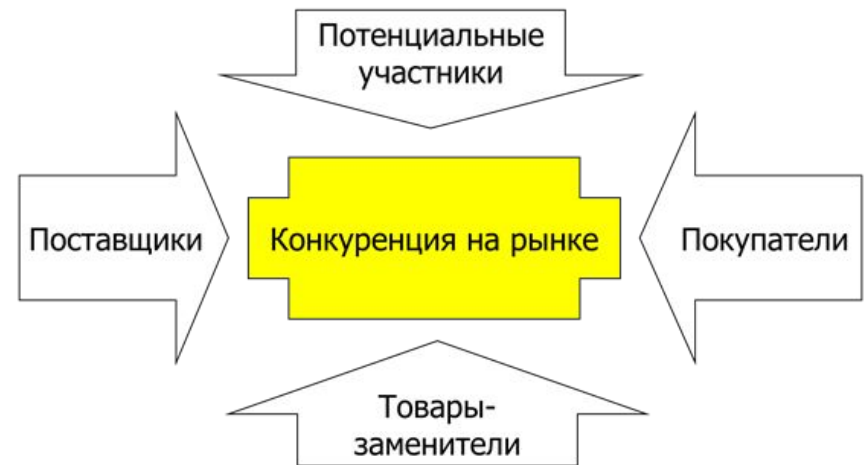 Потенциальные
участники
Поставщики
Конкуренция на рынке
Покупатели
Товары-
заменители